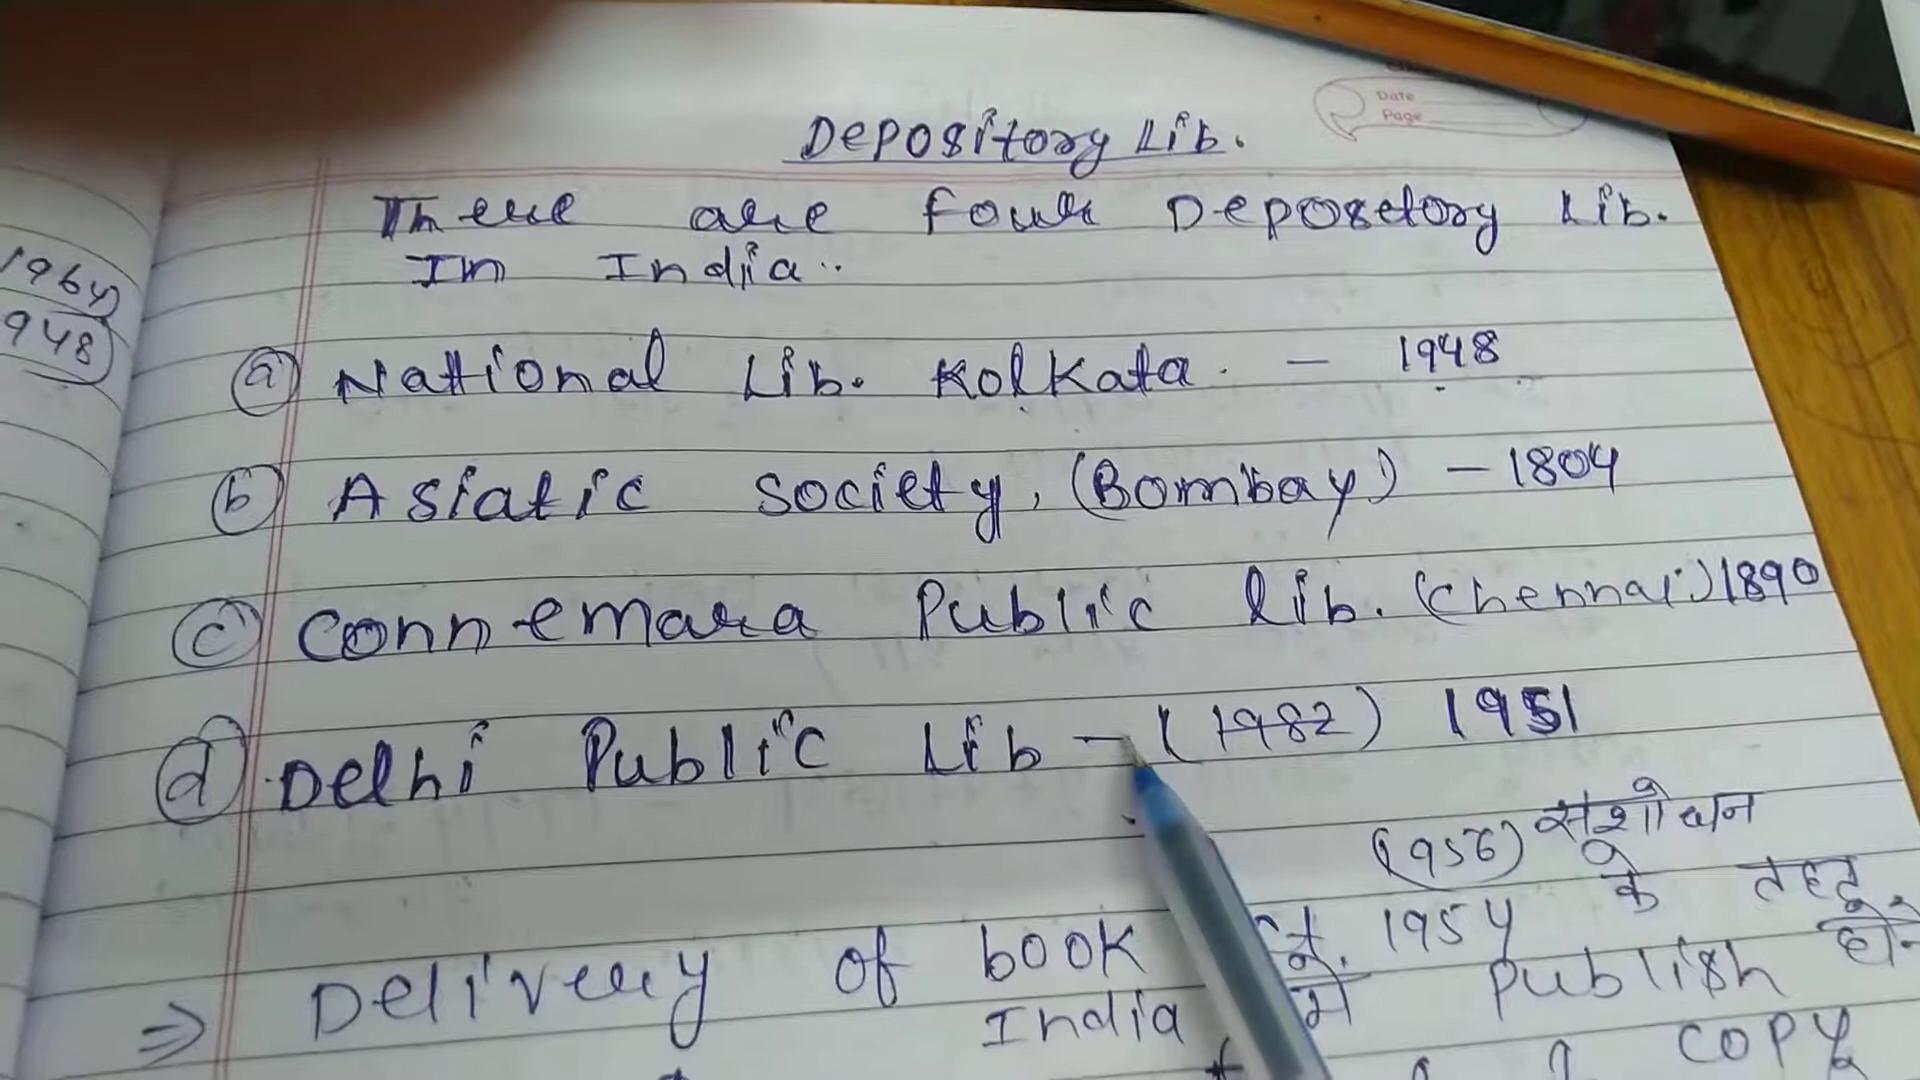 Date
Page
Depository Lib.
There are four Depository Lib.
In India..
1964)
948)
(a) National Lib. Kolkata. - 1948
(b) Asiatic Society, (Bombay) - 1804
(c) Connemara Public lib. (Chennai) 1890
(d) Delhi Public Lib - (1982) 1951
(1956) संशोधन
⇒ Delivery of book 1954 के तहत
India में Publish होने
copy